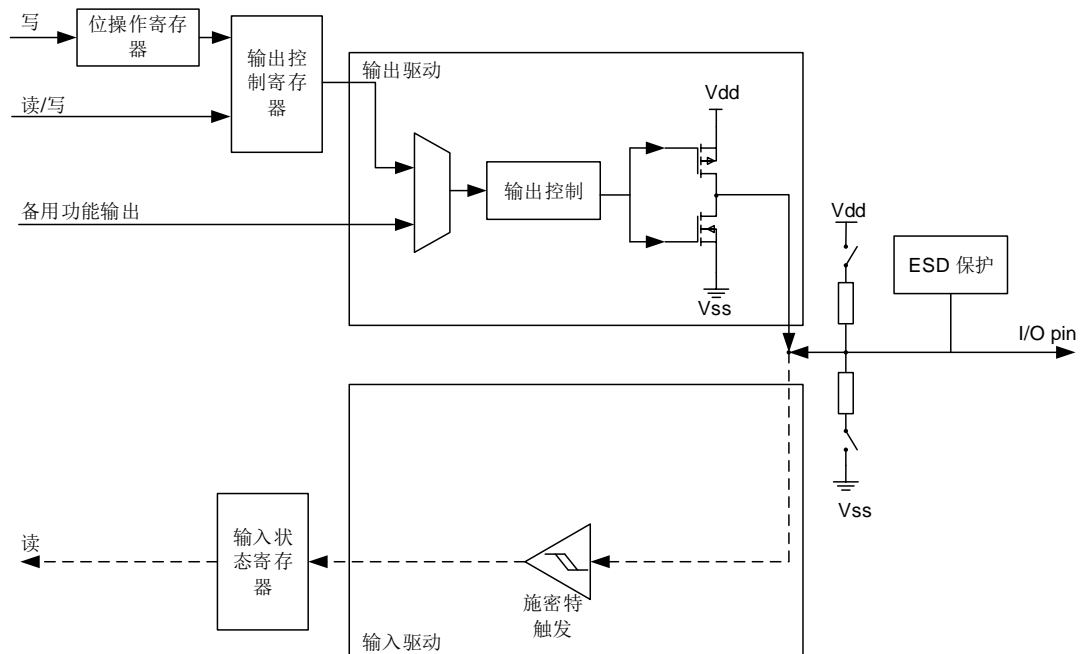 写
位操作寄存
器
输出控
制寄存
器
读/写
备用功能输出
输出驱动
输出控制
Vdd
Vss
Vdd
ESD 保护
I/O pin
Vss
读
输入状
态寄存
器
施密特
触发
输入驱动